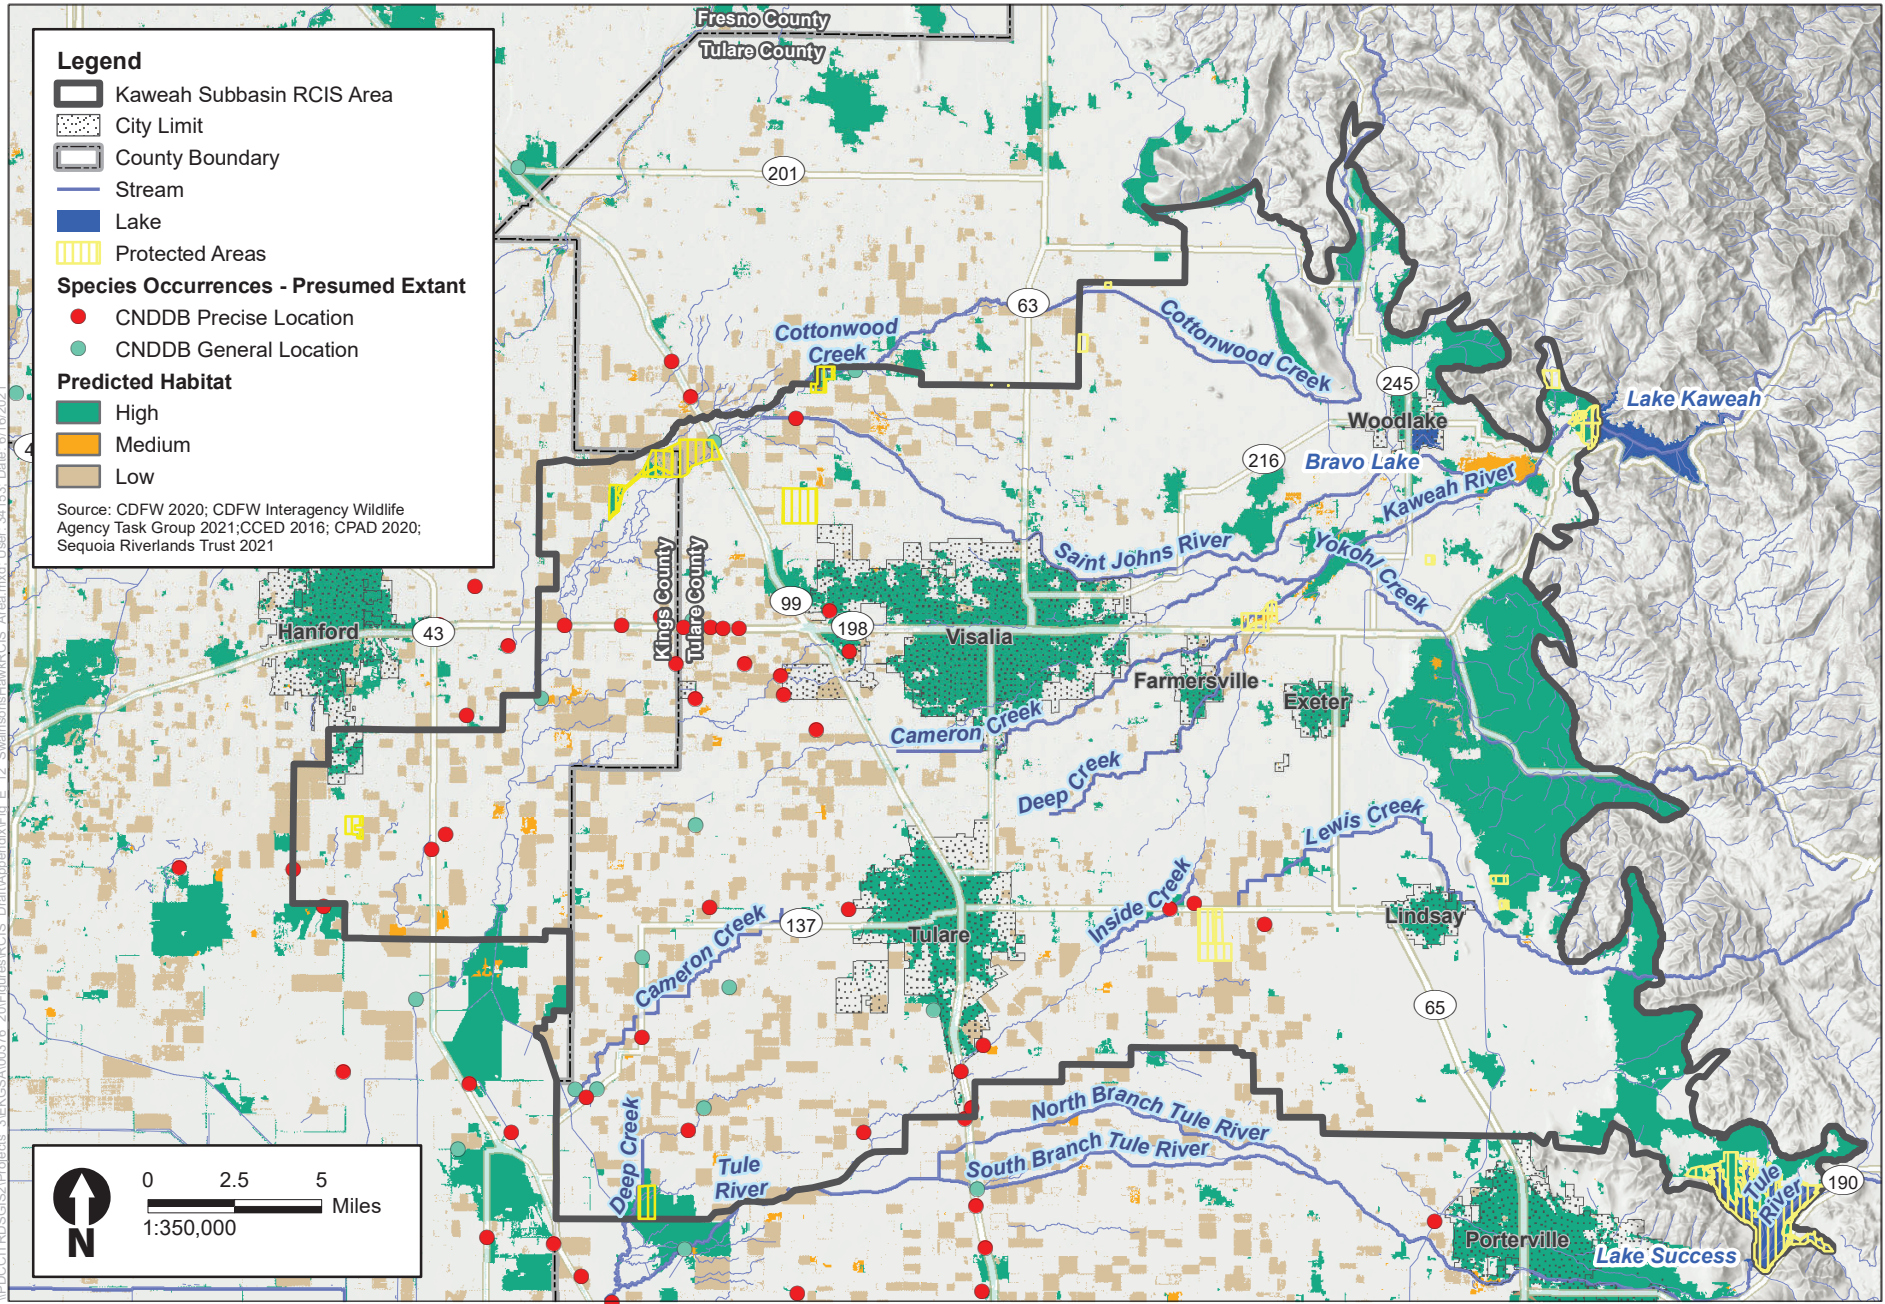 Legend
Kaweah Subbasin RCIS Area
City Limit
County Boundary
Stream
Lake
Protected Areas
Species Occurrences - Presumed Extant
CNDDB Precise Location
CNDDB General Location
Predicted Habitat
High
Medium
Low
Source: CDFW 2020; CDFW Interagency Wildlife
Agency Task Group 2021;CCED 2016; CPAD 2020;
Sequoia Riverlands Trust 2021
Fresno County
Tulare County
201
63
Cottonwood
Creek
Cottonwood Creek
245
Woodlake
Lake Kaweah
216
Bravo Lake
Kaweah River
Saint Johns River
Yokohl Creek
Kings County
Tulare County
99
198
Hanford
43
Visalia
Farmersville
Exeter
Cameron Creek
Deep Creek
Lewis Creek
Inside Creek
137
Tulare
Lindsay
Cameron Creek
65
North Branch Tule River
South Branch Tule River
Deep Creek
Tule
River
Tule
River
190
Porterville
Lake Success
0 2.5 5
Miles
1:350,000
N